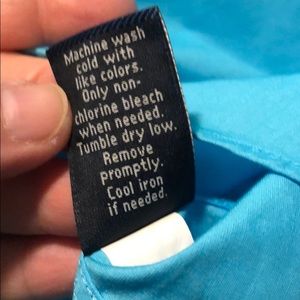 Machine wash
cold with
like colors.
Only non-
chlorine bleach
when needed.
Tumble dry low.
Remove
promptly.
Cool iron
if needed.